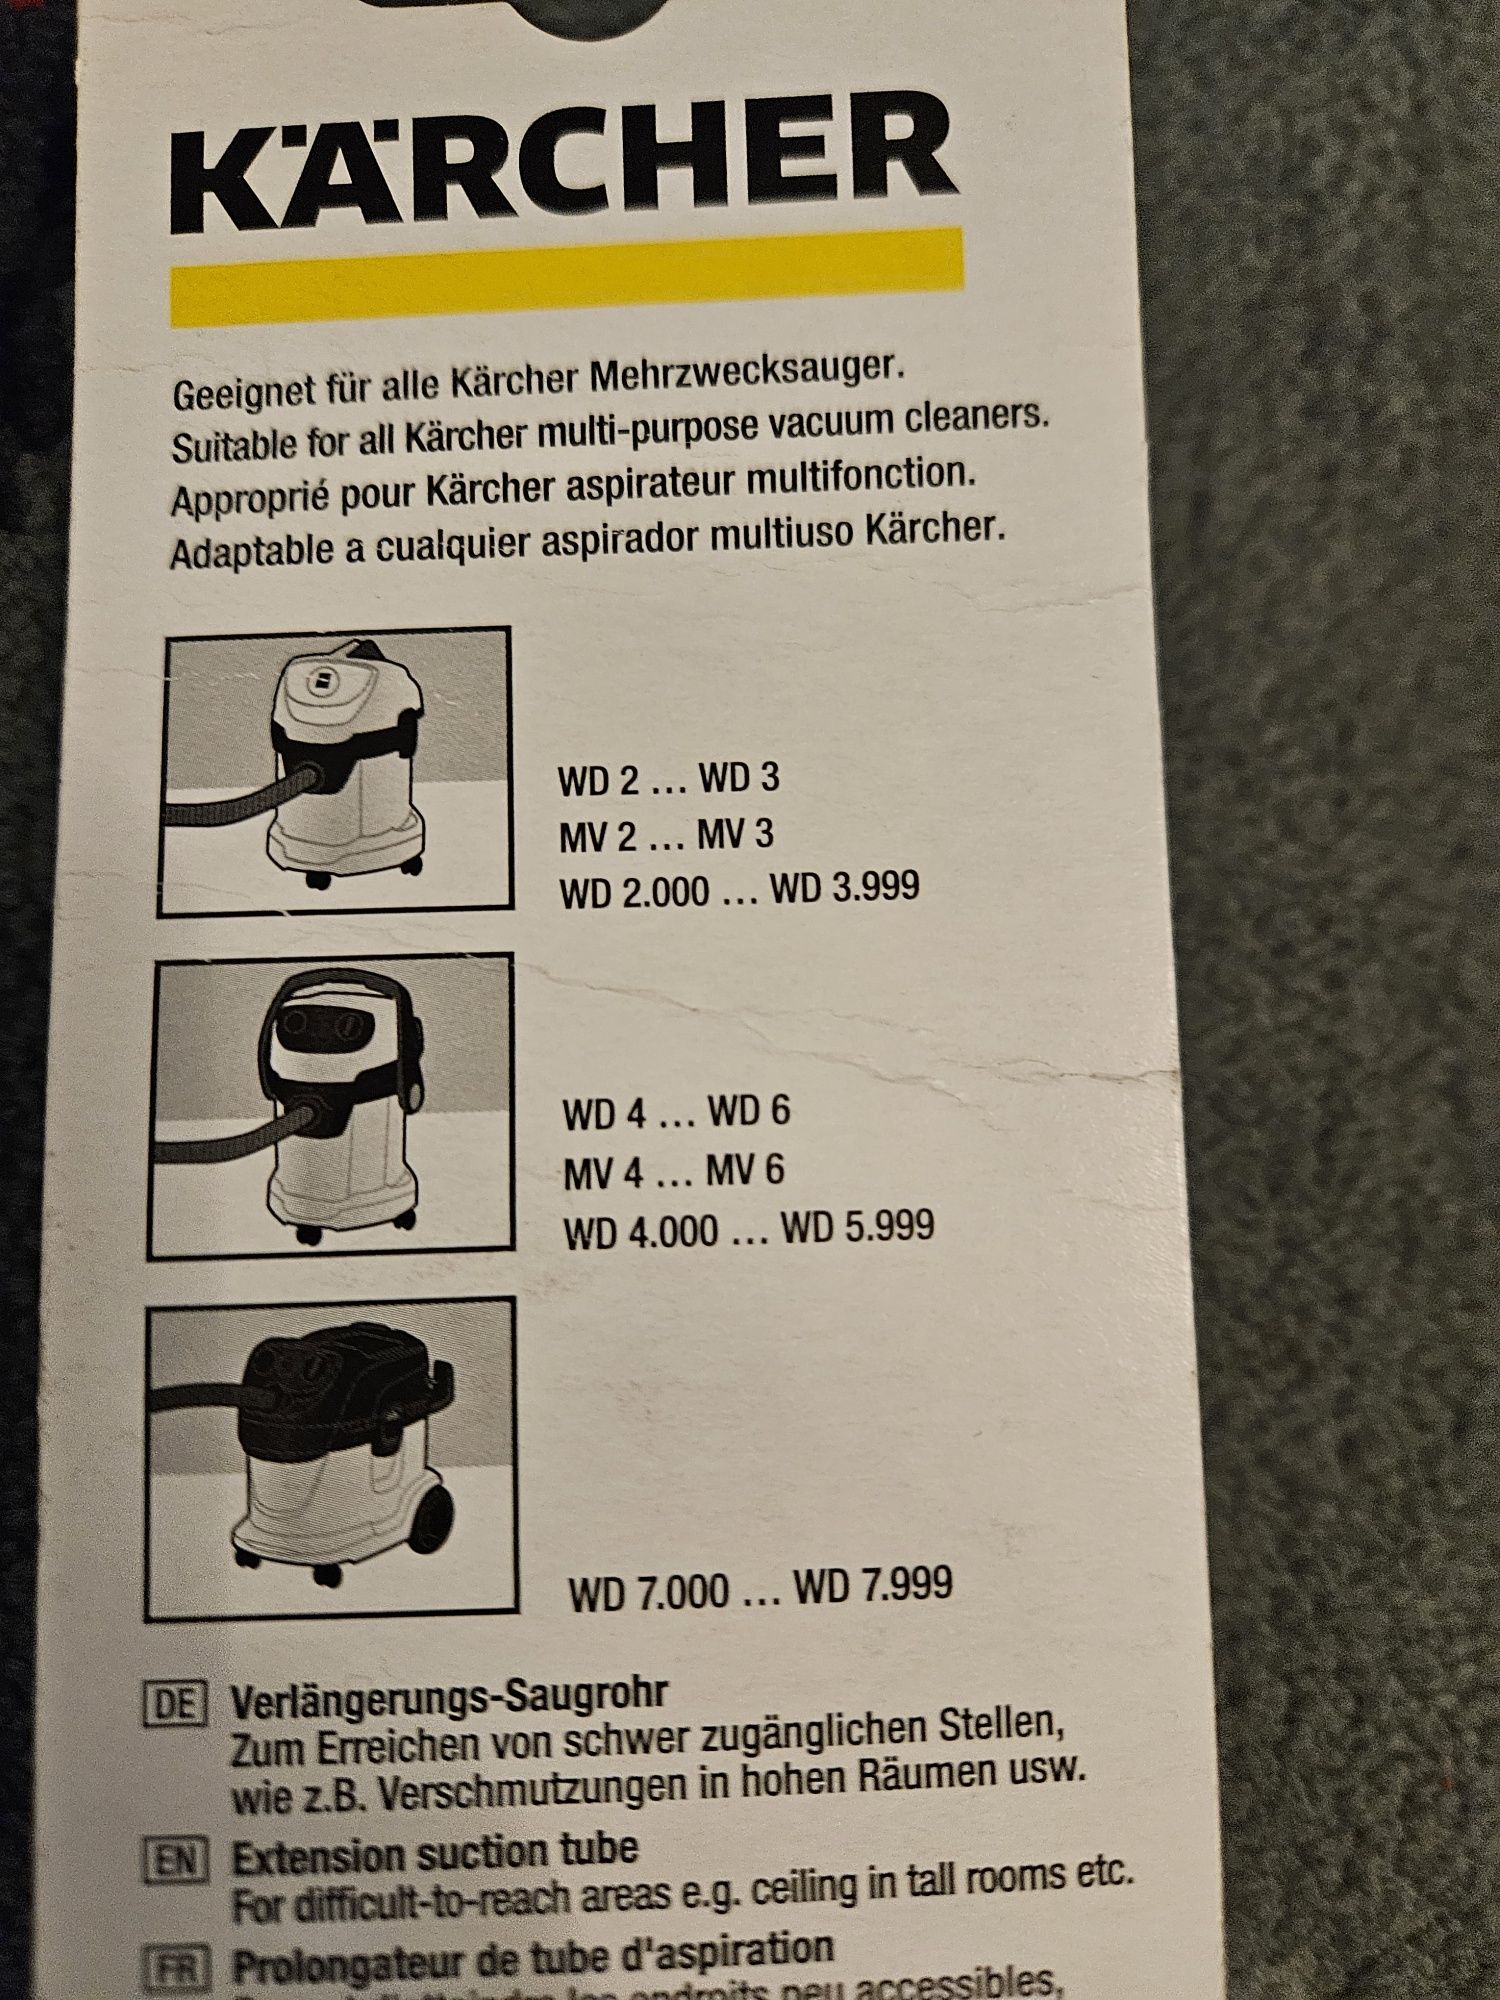 KÄRCHER
Geeignet für alle Kärcher Mehrzwecksauger.
Suitable for all Kärcher multi-purpose vacuum cleaners.
Approprié pour Kärcher aspirateur multifonction.
Adaptable a cualquier aspirador multiuso Kärcher.
WD 2 ... WD 3
MV 2 ... MV 3
WD 2.000 ... WD 3.999
WD 4 ... WD 6
MV 4 ... MV 6
WD 4.000 ... WD 5.999
WD 7.000 ... WD 7.999
DE Verlängerungs-Saugrohr
Zum Erreichen von schwer zugänglichen Stellen,
wie z.B. Verschmutzungen in hohen Räumen usw.
EN Extension suction tube
For difficult-to-reach areas e.g. ceiling in tall rooms etc.
FR Prolongateur de tube d'aspiration
les endroits peu accessibles,